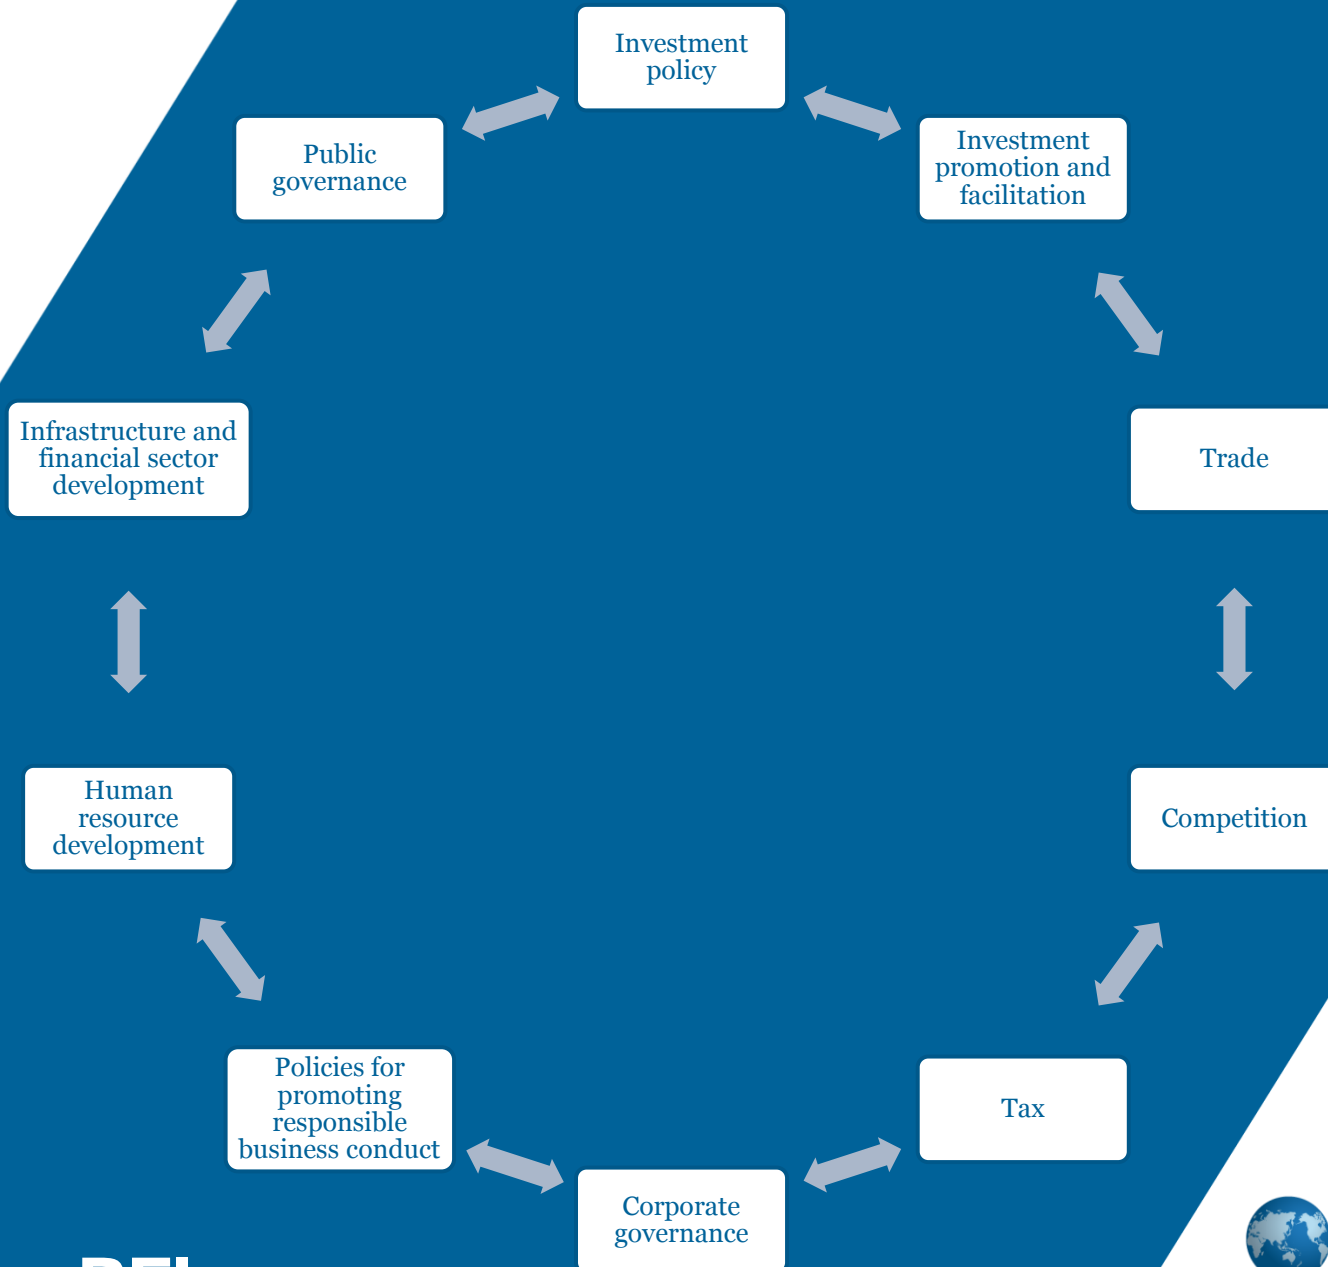 Investment
policy
Investment
promotion and
facilitation
Trade
Competition
Tax
Corporate
governance
Policies for
promoting
responsible
business conduct
Human
resource
development
Infrastructure and
financial sector
development
Public
governance